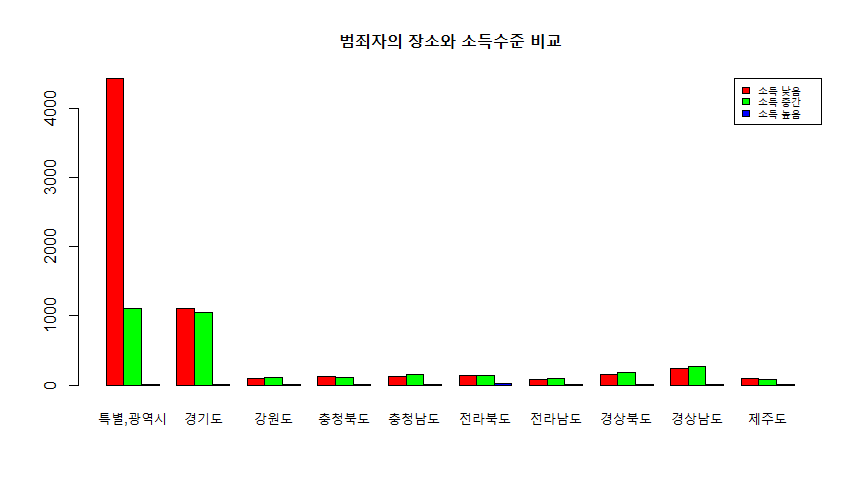 범죄자의 장소와 소득수준 비교
소득 낮음
소득 중간
소득 높음
4000
3000
2000
1000
0
특별,광역시 경기도 강원도 충청북도 충청남도 전라북도 전라남도 경상북도 경상남도 제주도